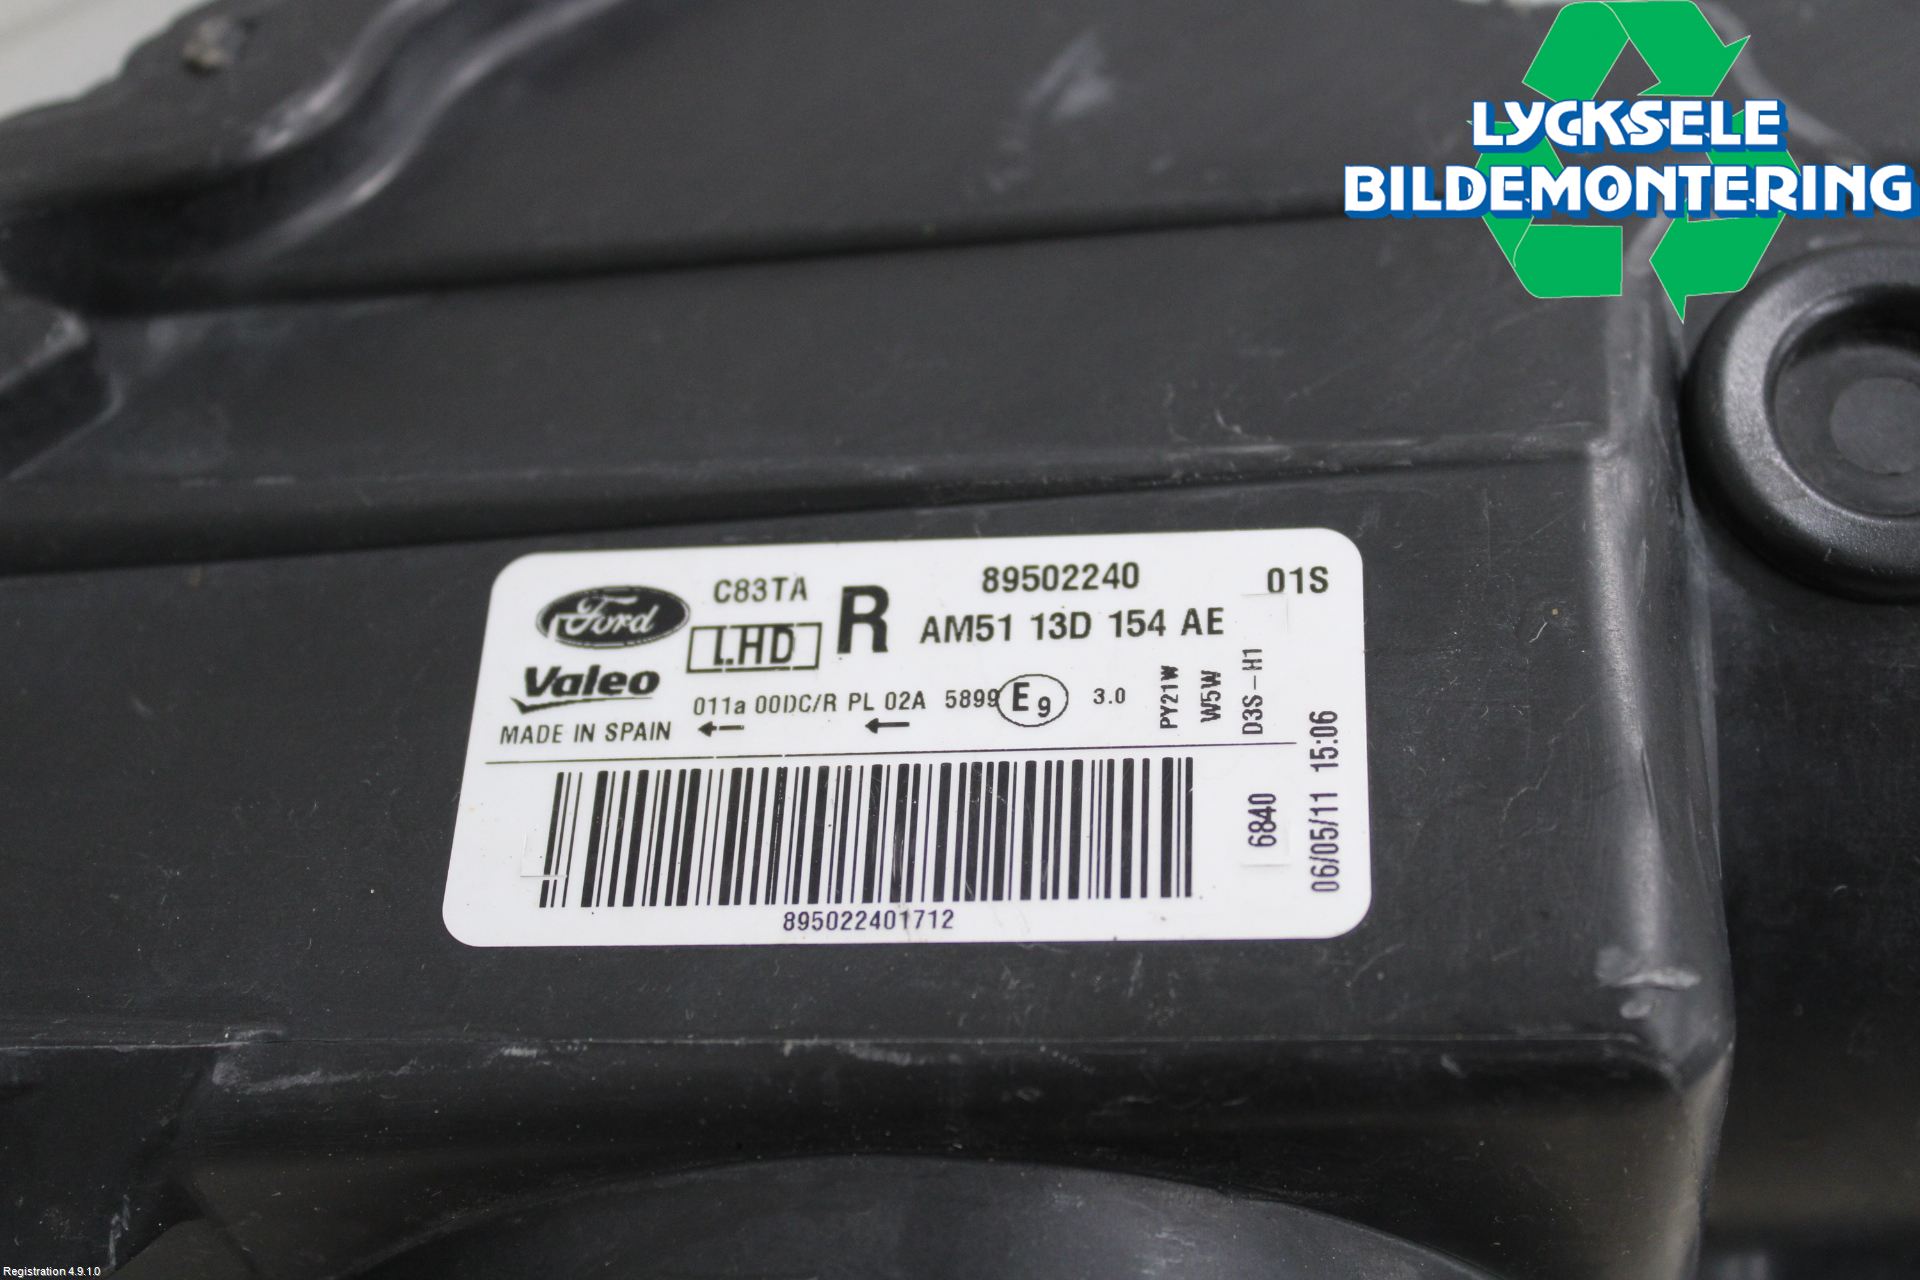 LYCKSELE
BILDEMONTERING
Ford
C83TA
LHD
R
89502240
01S
AM51 13D 154 AE
Valeo
MADE IN SPAIN
011a 00DC/R PL 02A 5899 E9 3.0
PY21W
W5W
D3S-H1
6840
06/05/11 15:06
895022401712
Registration 4.9.1.0